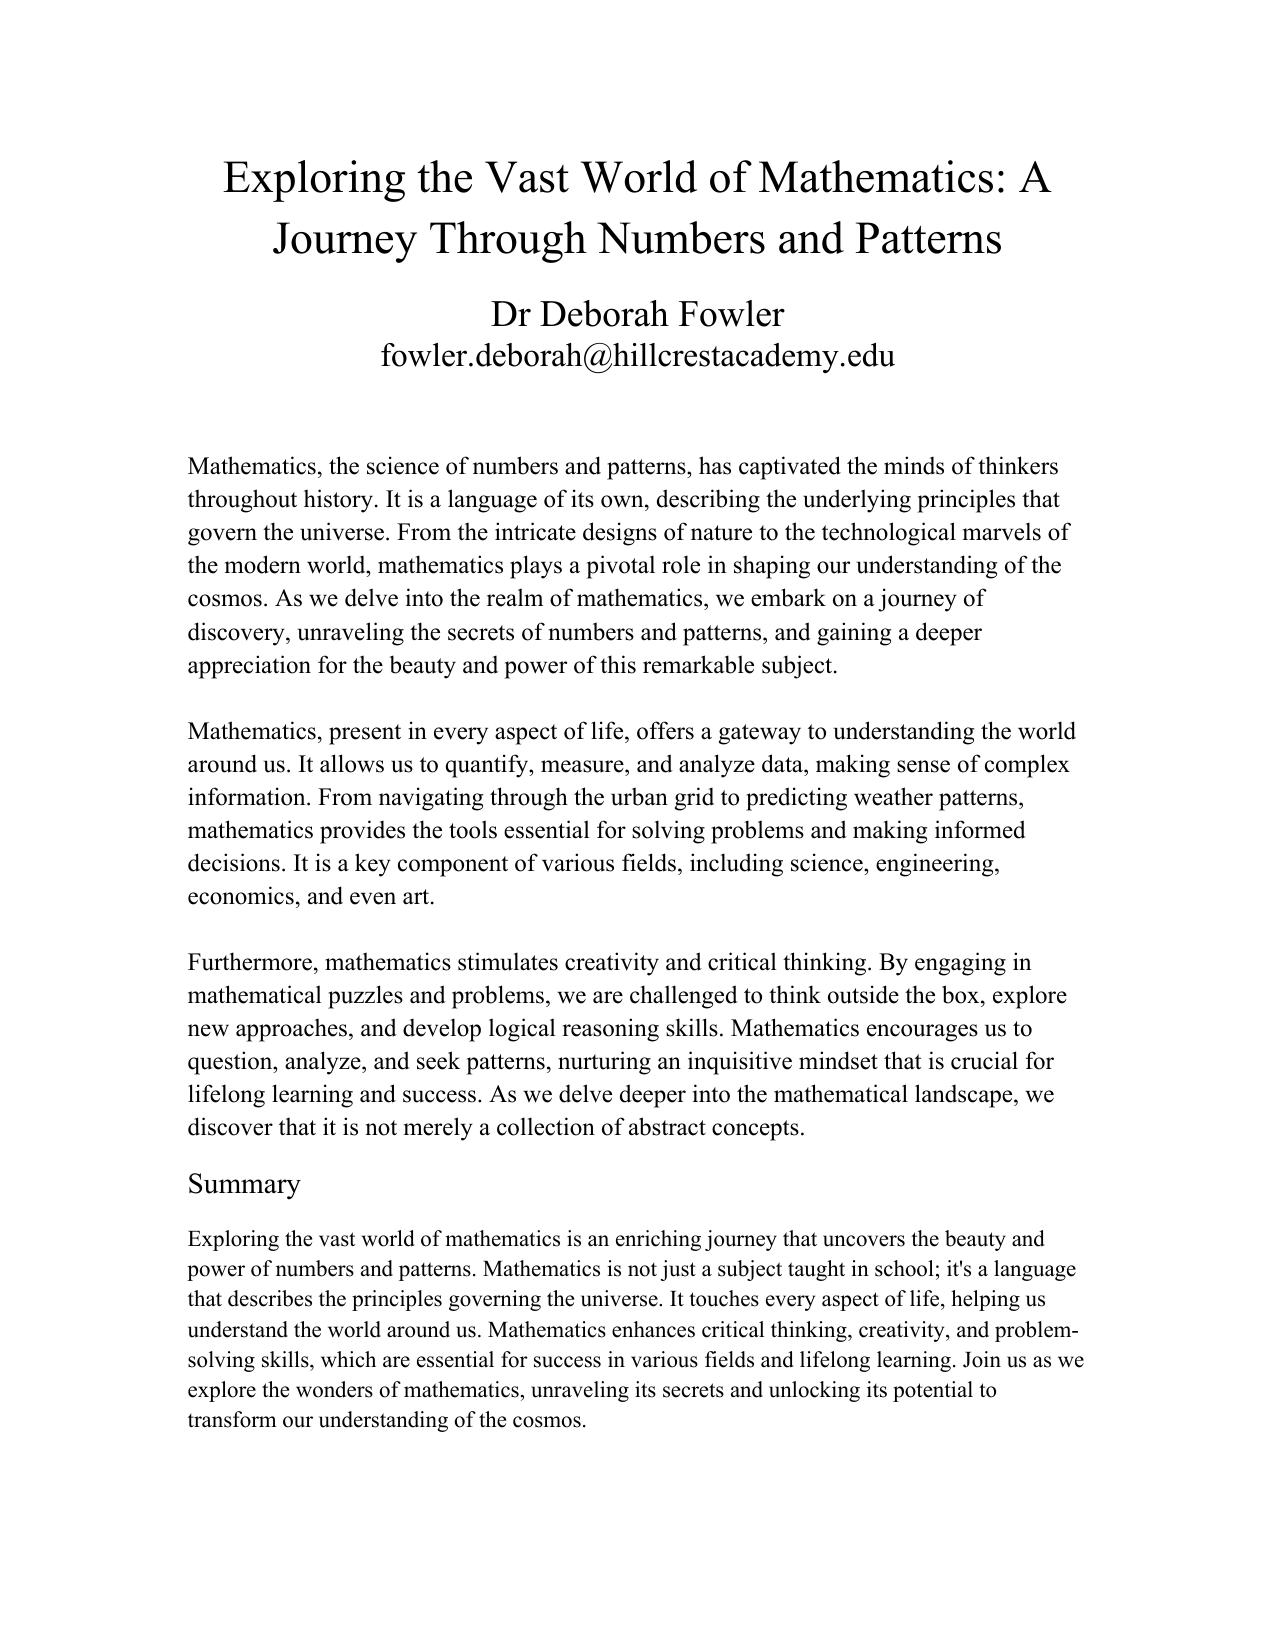 Exploring the Vast World of Mathematics: A
Journey Through Numbers and Patterns
Dr Deborah Fowler
fowler.deborah@hillcrestacademy.edu
Mathematics, the science of numbers and patterns, has captivated the minds of thinkers
throughout history. It is a language of its own, describing the underlying principles that
govern the universe. From the intricate designs of nature to the technological marvels of
the modern world, mathematics plays a pivotal role in shaping our understanding of the
cosmos. As we delve into the realm of mathematics, we embark on a journey of
discovery, unraveling the secrets of numbers and patterns, and gaining a deeper
appreciation for the beauty and power of this remarkable subject.
Mathematics, present in every aspect of life, offers a gateway to understanding the world
around us. It allows us to quantify, measure, and analyze data, making sense of complex
information. From navigating through the urban grid to predicting weather patterns,
mathematics provides the tools essential for solving problems and making informed
decisions. It is a key component of various fields, including science, engineering,
economics, and even art.
Furthermore, mathematics stimulates creativity and critical thinking. By engaging in
mathematical puzzles and problems, we are challenged to think outside the box, explore
new approaches, and develop logical reasoning skills. Mathematics encourages us to
question, analyze, and seek patterns, nurturing an inquisitive mindset that is crucial for
lifelong learning and success. As we delve deeper into the mathematical landscape, we
discover that it is not merely a collection of abstract concepts.
Summary
Exploring the vast world of mathematics is an enriching journey that uncovers the beauty and
power of numbers and patterns. Mathematics is not just a subject taught in school; it's a language
that describes the principles governing the universe. It touches every aspect of life, helping us
understand the world around us. Mathematics enhances critical thinking, creativity, and problem-
solving skills, which are essential for success in various fields and lifelong learning. Join us as we
explore the wonders of mathematics, unraveling its secrets and unlocking its potential to
transform our understanding of the cosmos.